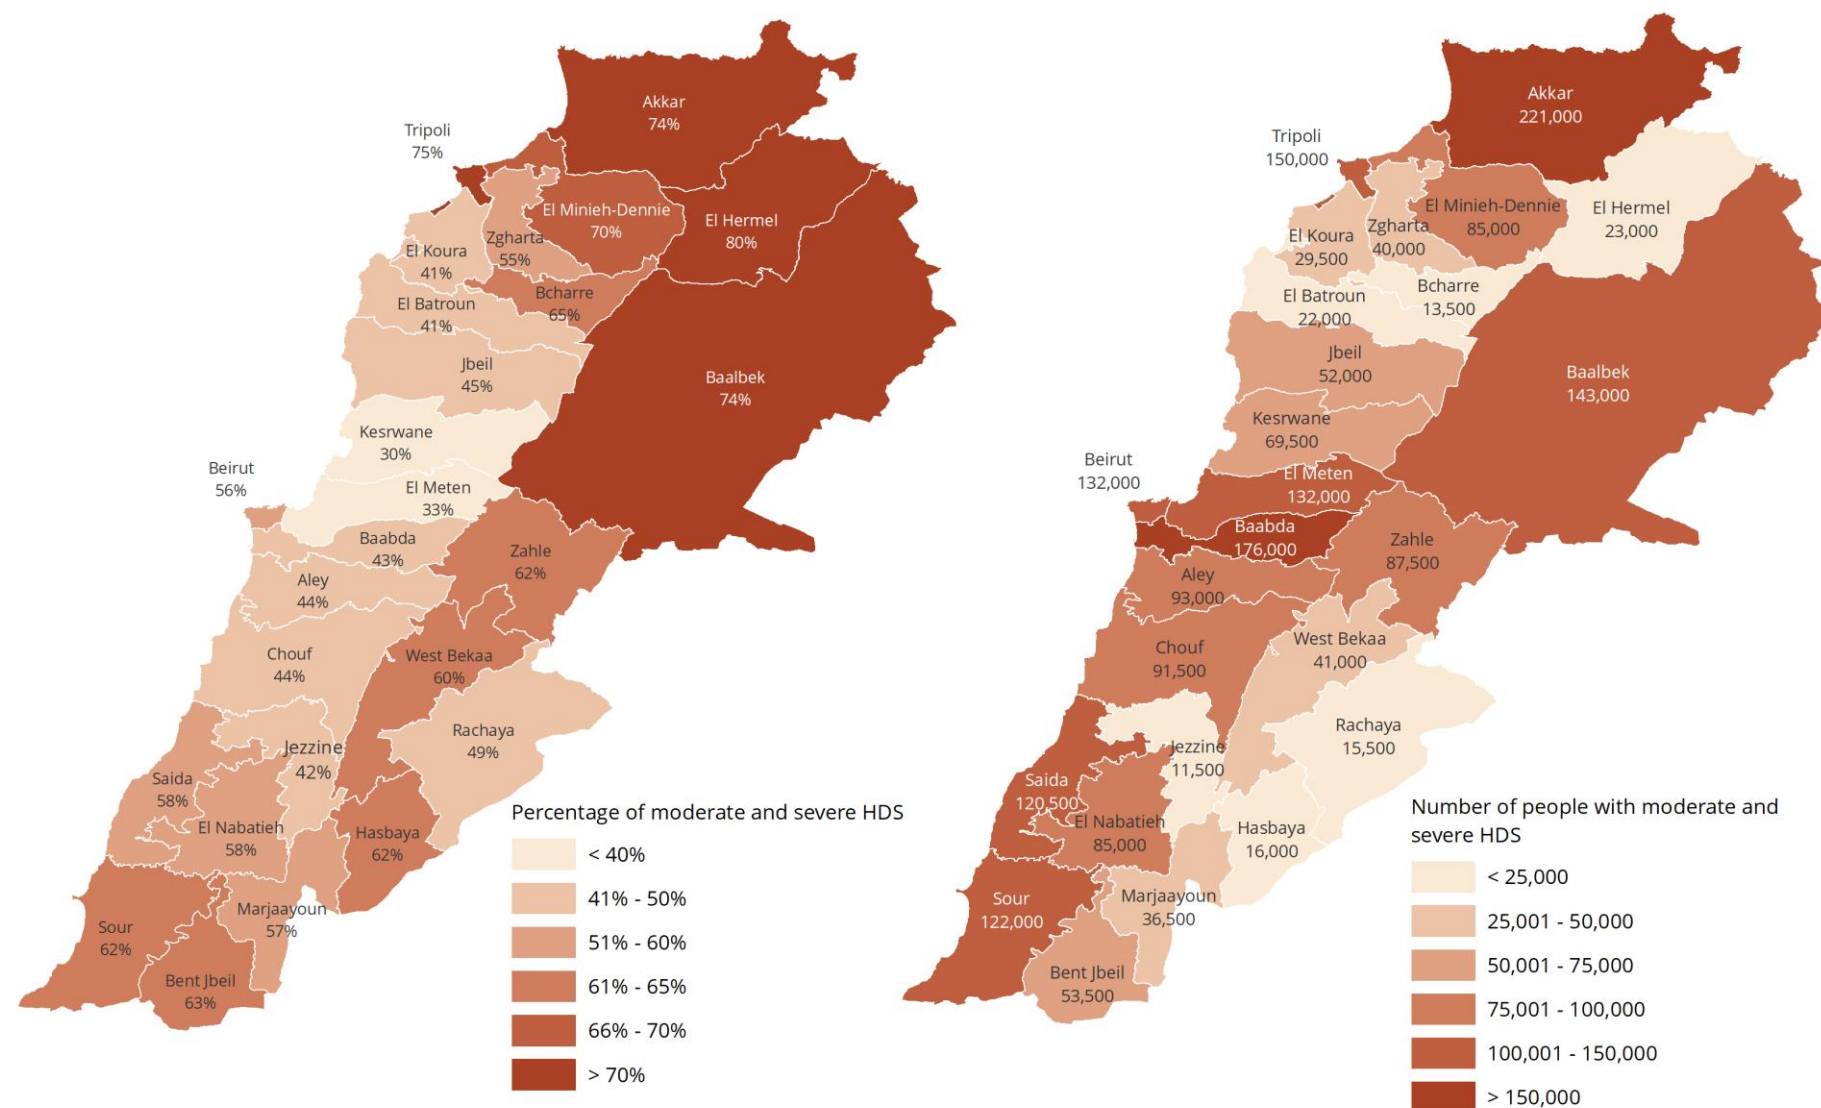 Akkar
74%
Tripoli
75%
El Minieh-Dennie
70%
El Hermel
80%
Zgharta
55%
El Koura
41%
Bcharre
65%
El Batroun
41%
Jbeil
45%
Baalbek
74%
Kesrwane
30%
Beirut
56%
El Meten
33%
Baabda
43%
Zahle
62%
Aley
44%
Chouf
44%
West Bekaa
60%
Rachaya
49%
Jezzine
42%
Saida
58%
El Nabatieh
58%
Hasbaya
62%
Marjaayoun
57%
Sour
62%
Bent Jbeil
63%
Percentage of moderate and severe HDS
< 40%
41% - 50%
51% - 60%
61% - 65%
66% - 70%
> 70%
Akkar
221,000
Tripoli
150,000
El Minieh-Dennie
85,000
El Hermel
23,000
Zgharta
40,000
El Koura
29,500
Bcharre
13,500
El Batroun
22,000
Jbeil
52,000
Baalbek
143,000
Kesrwane
69,500
Beirut
132,000
El Meten
132,000
Baabda
176,000
Zahle
87,500
Aley
93,000
Chouf
91,500
West Bekaa
41,000
Rachaya
15,500
Jezzine
11,500
Saida
120,500
El Nabatieh
85,000
Hasbaya
16,000
Marjaayoun
36,500
Sour
122,000
Bent Jbeil
53,500
Number of people with moderate and
severe HDS
< 25,000
25,001 - 50,000
50,001 - 75,000
75,001 - 100,000
100,001 - 150,000
> 150,000